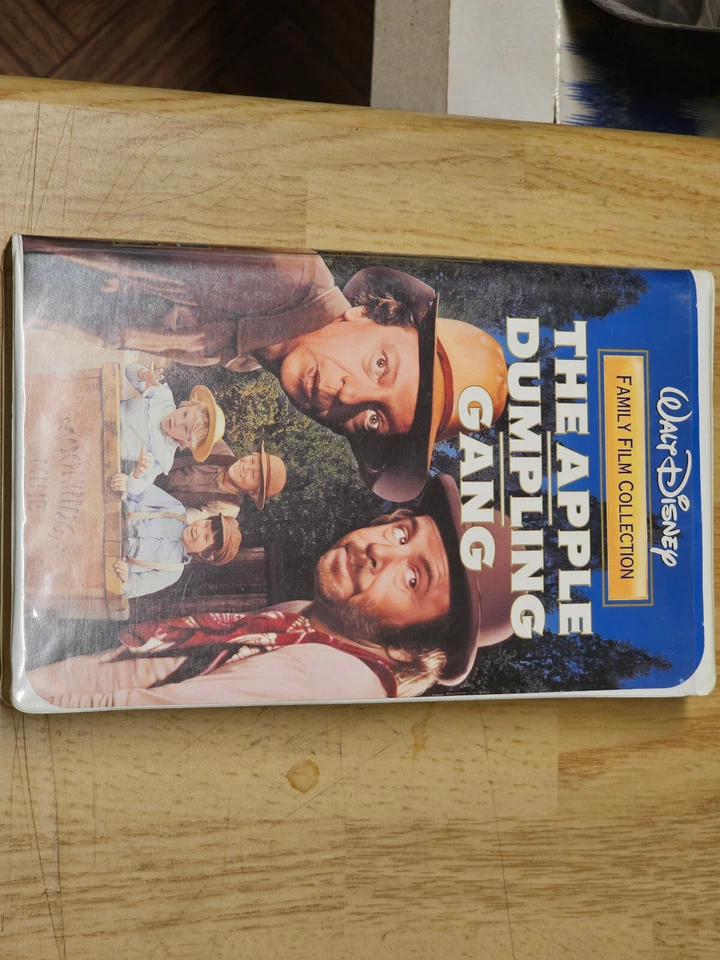 WALT DISNEY
FAMILY FILM COLLECTION
THE APPLE
DUMPLING
GANG